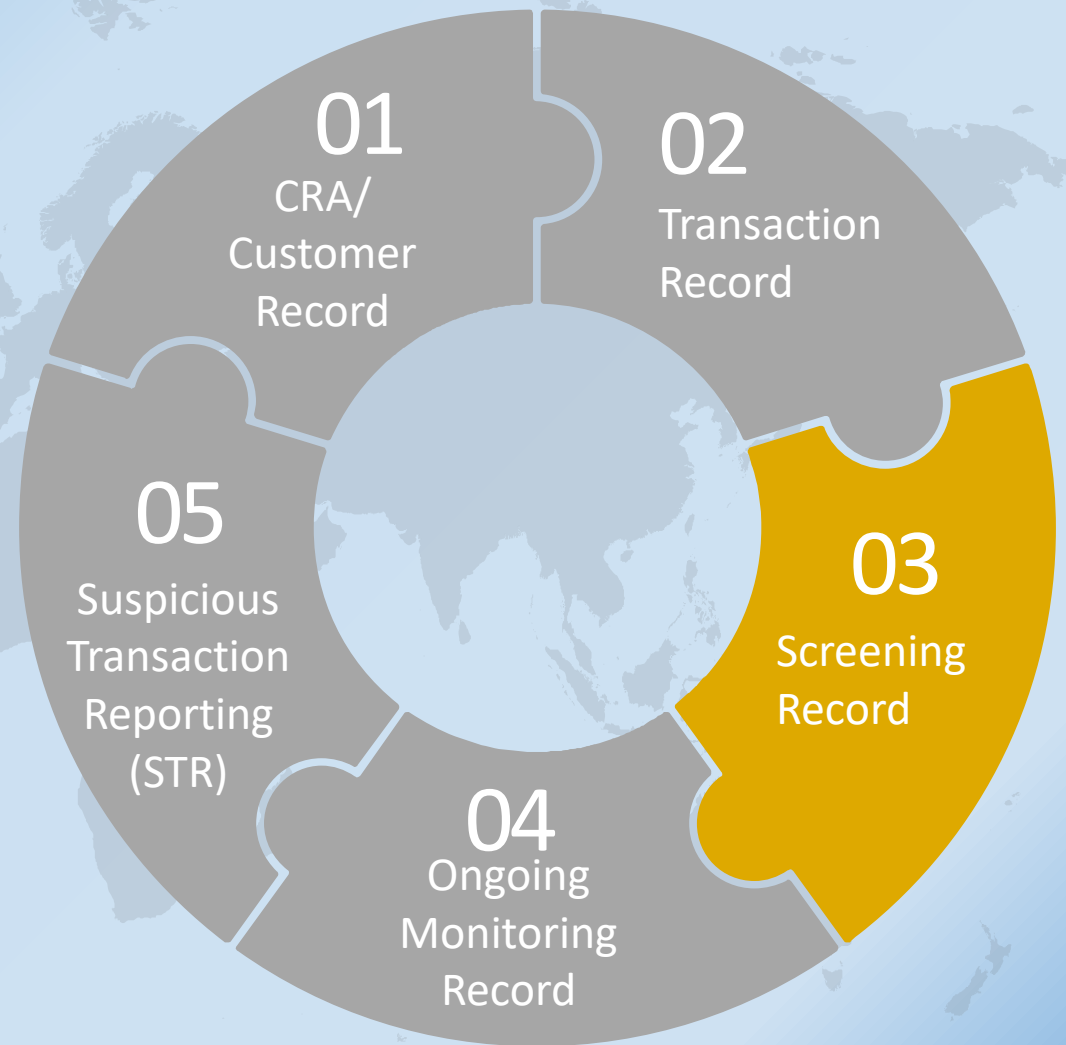 01
CRA/
Customer
Record
02
Transaction
Record
03
Screening
Record
04
Ongoing
Monitoring
Record
05
Suspicious
Transaction
Reporting
(STR)